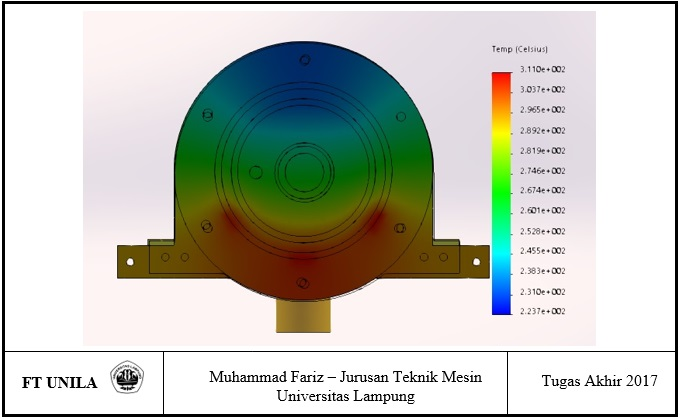 Temp (Celsius)
3.110e+002
3.037e+002
2.965e+002
2.892e+002
2.819e+002
2.746e+002
2.674e+002
2.601e+002
2.528e+002
2.455e+002
2.383e+002
2.310e+002
2.237e+002
FT UNILA
Muhammad Fariz – Jurusan Teknik Mesin
Universitas Lampung
Tugas Akhir 2017